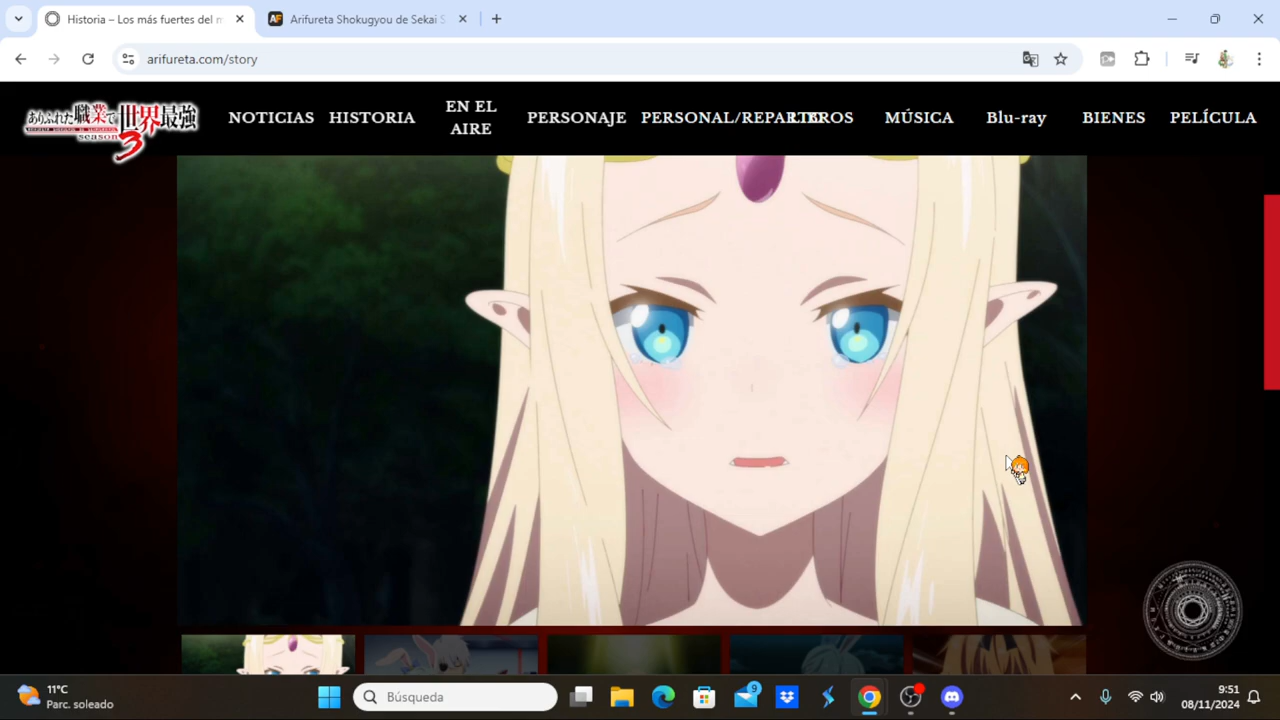 Historia – Los más fuertes del m
Arifureta Shokugyou de Sekai S
arifureta.com/story
ありふれた職業で世界最強
season
3
NOTICIAS
HISTORIA
EN EL
AIRE
PERSONAJE
PERSONAL/REPARTO
LIBROS
MÚSICA
Blu-ray
BIENES
PELÍCULA
11°C
Parc. soleado
Búsqueda
9
9:51
08/11/2024